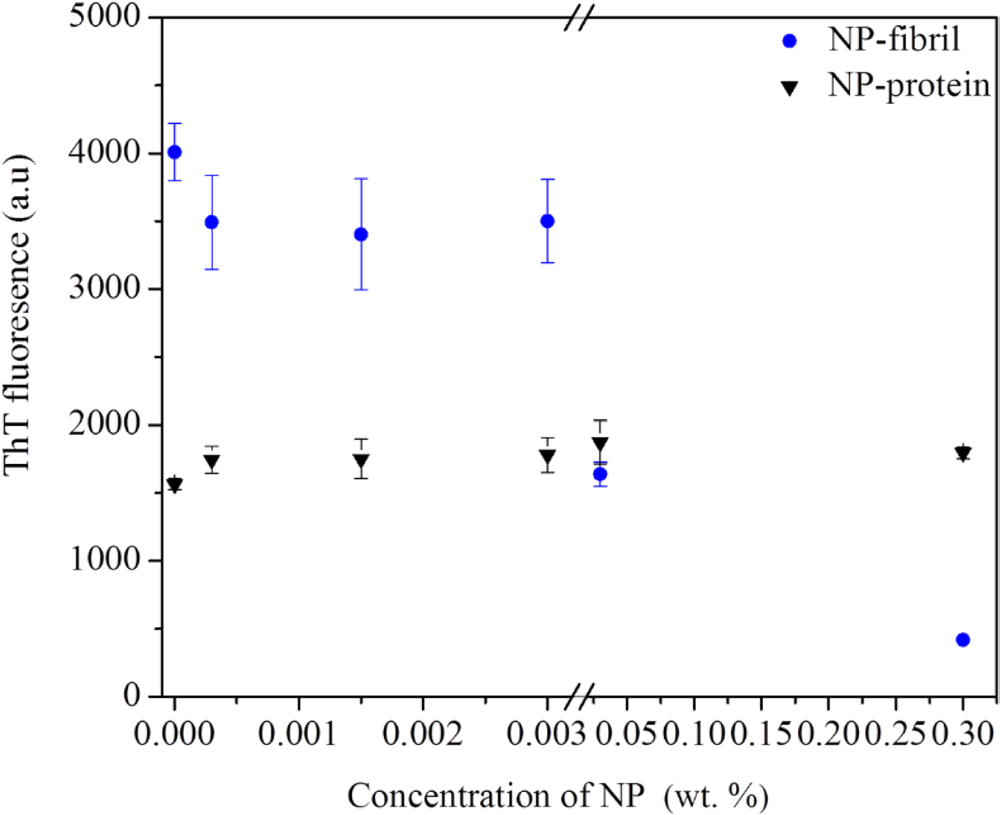 5000
NP-fibril
NP-protein
4000
3000
2000
1000
0
ThT fluoresence (a.u)
0.000 0.001 0.002 0.003 0.05 0.10 0.15 0.20 0.25 0.30
Concentration of NP (wt. %)